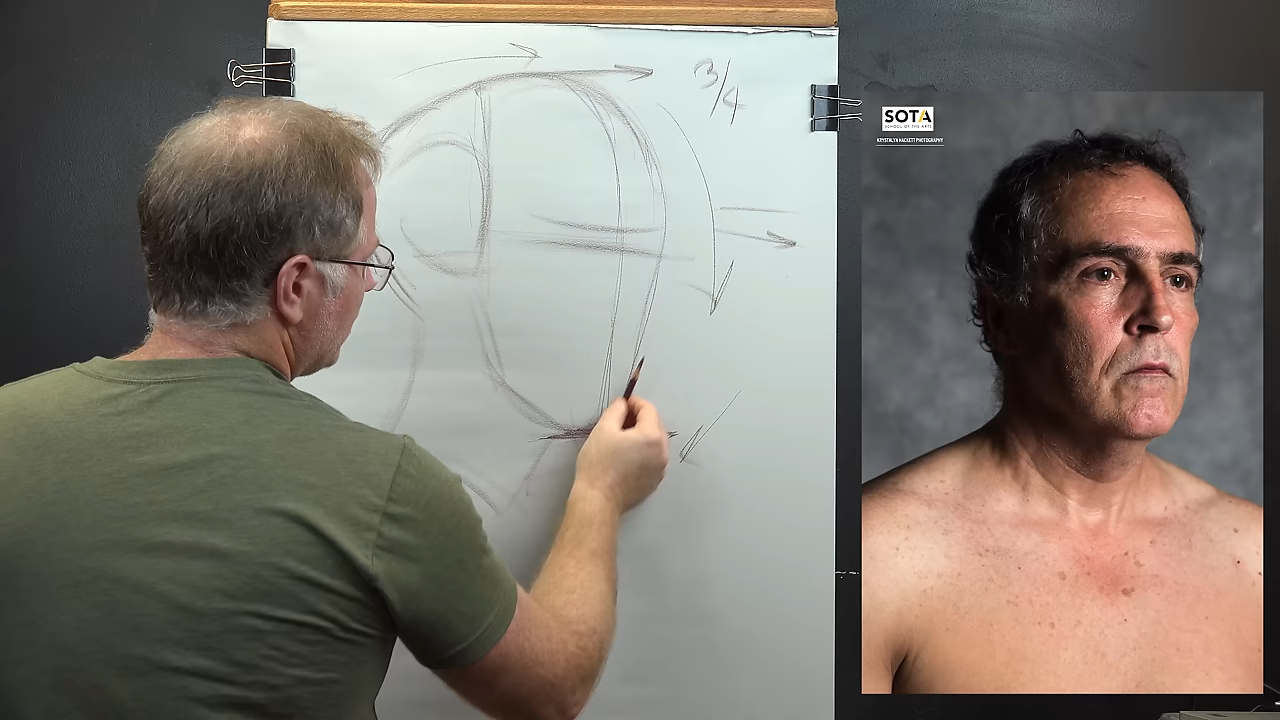 3/4
SOTA
SCHOOL OF THE ARTS
KRYSTALYN HACKETT PHOTOGRAPHY